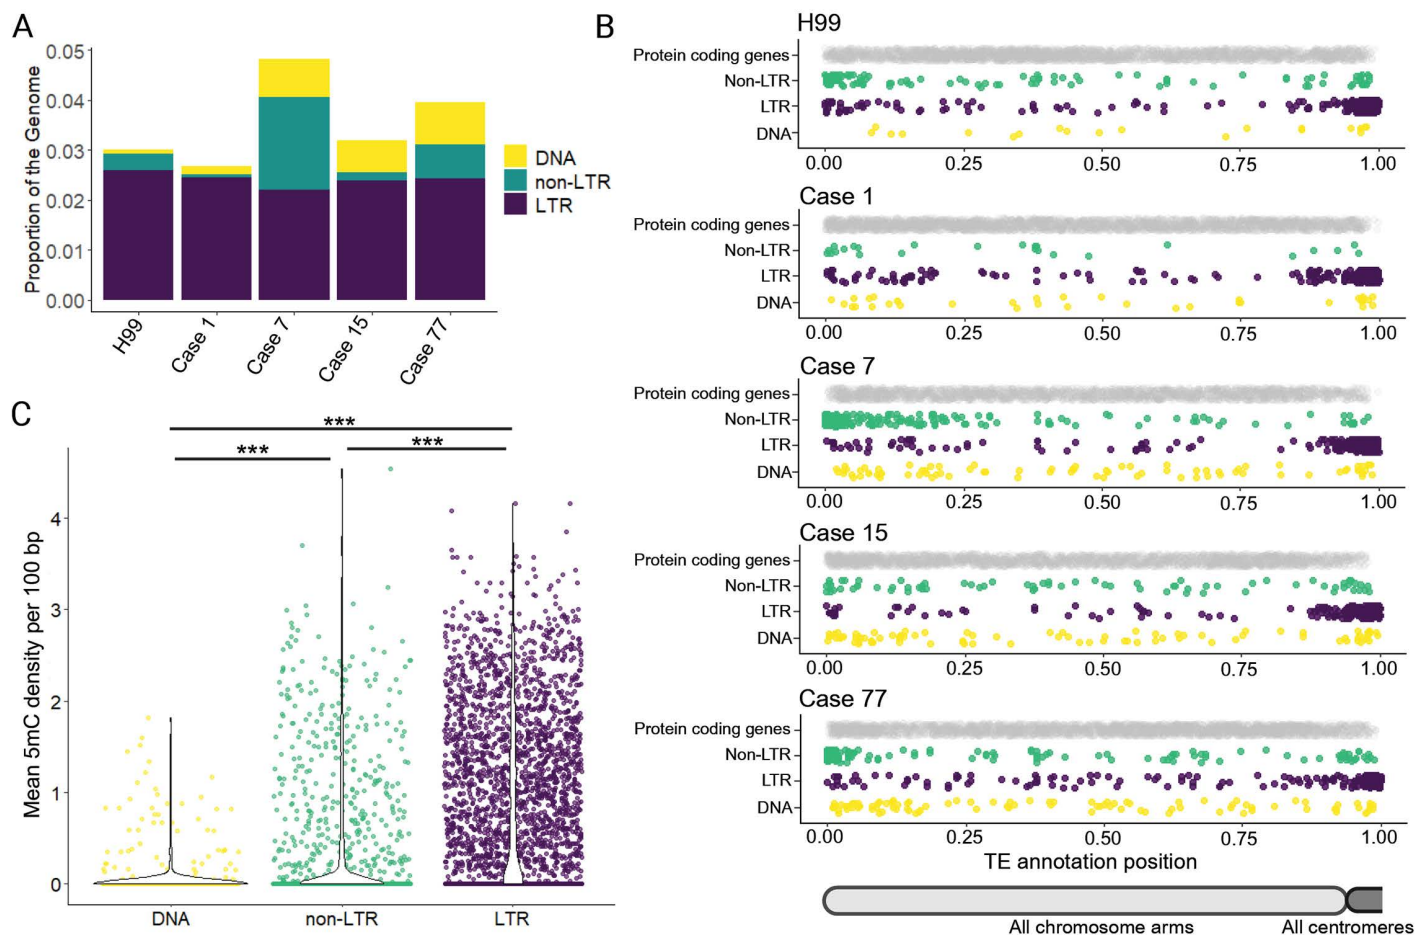 A
0.05
0.04
0.03
0.02
0.01
0.00
Proportion of the Genome
H99
Case 1
Case 7
Case 15
Case 77
DNA
non-LTR
LTR
B
H99
Protein coding genes
Non-LTR
LTR
DNA
0.00 0.25 0.50 0.75 1.00
Case 1
Protein coding genes
Non-LTR
LTR
DNA
0.00 0.25 0.50 0.75 1.00
Case 7
Protein coding genes
Non-LTR
LTR
DNA
0.00 0.25 0.50 0.75 1.00
Case 15
Protein coding genes
Non-LTR
LTR
DNA
0.00 0.25 0.50 0.75 1.00
Case 77
Protein coding genes
Non-LTR
LTR
DNA
0.00 0.25 0.50 0.75 1.00
TE annotation position
All chromosome arms
All centromeres
C
***
***
***
4
3
2
1
0
Mean 5mC density per 100 bp
DNA
non-LTR
LTR